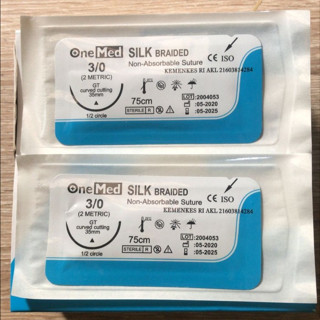 OneMed
SILK BRAIDED
Non-Absorbable Suture
CE ISO
KEMENKES RI AKL 21603814284
3/0
(2 METRIC)
GT
curved cutting
35mm
1/2 circle
75cm
STERILE R
LOT :2004053
:05-2020
:05-2025
OneMed
SILK BRAIDED
Non-Absorbable Suture
CE ISO
KEMENKES RI AKL 21603814284
3/0
(2 METRIC)
GT
curved cutting
35mm
1/2 circle
75cm
STERILE R
LOT :2004053
:05-2020
:05-2025